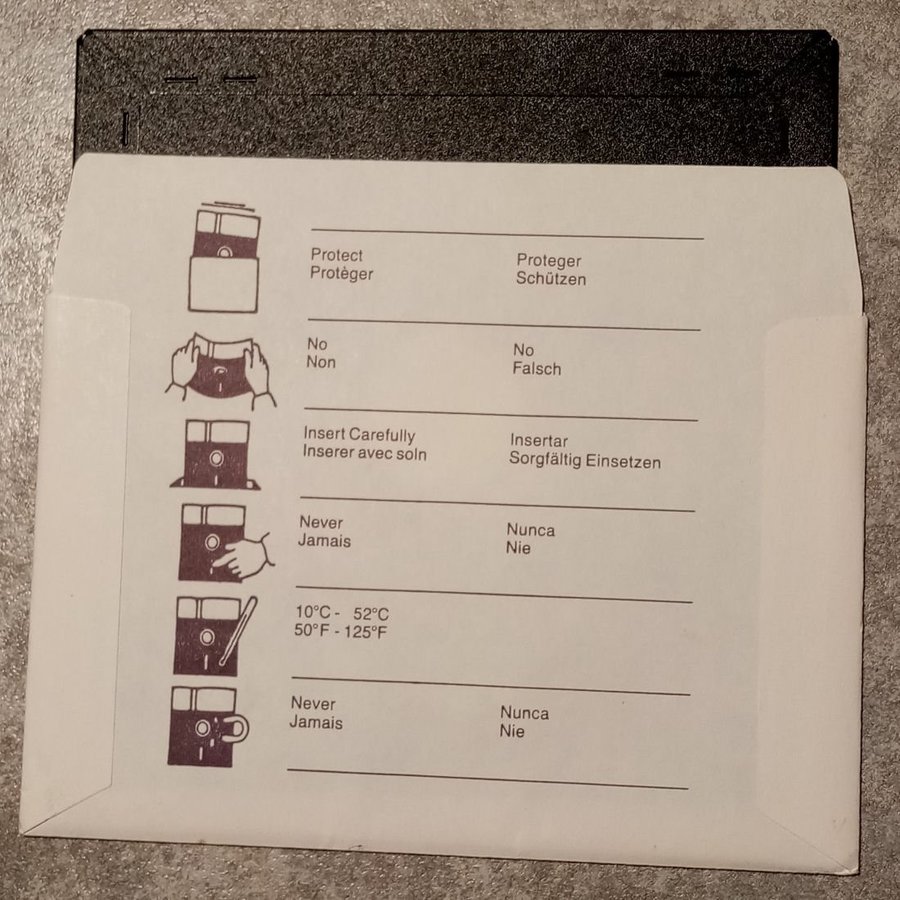 Protect
Protèger
Proteger
Schützen
No
Non
No
Falsch
Insert Carefully
Inserer avec soln
Insertar
Sorgfältig Einsetzen
Never
Jamais
Nunca
Nie
10°C - 52°C
50°F - 125°F
Never
Jamais
Nunca
Nie